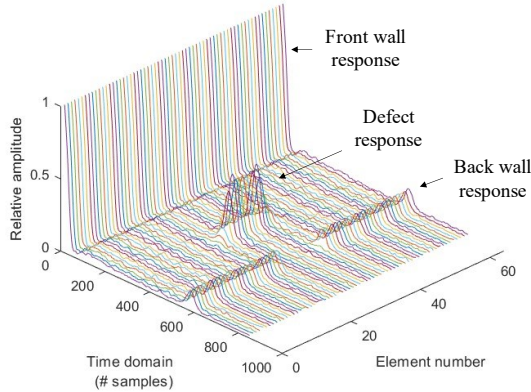 Front wall
response
Defect
response
Back wall
response
Relative amplitude
1
0.5
0
0
200
400
600
800
1000
Time domain
(# samples)
0
20
40
60
Element number